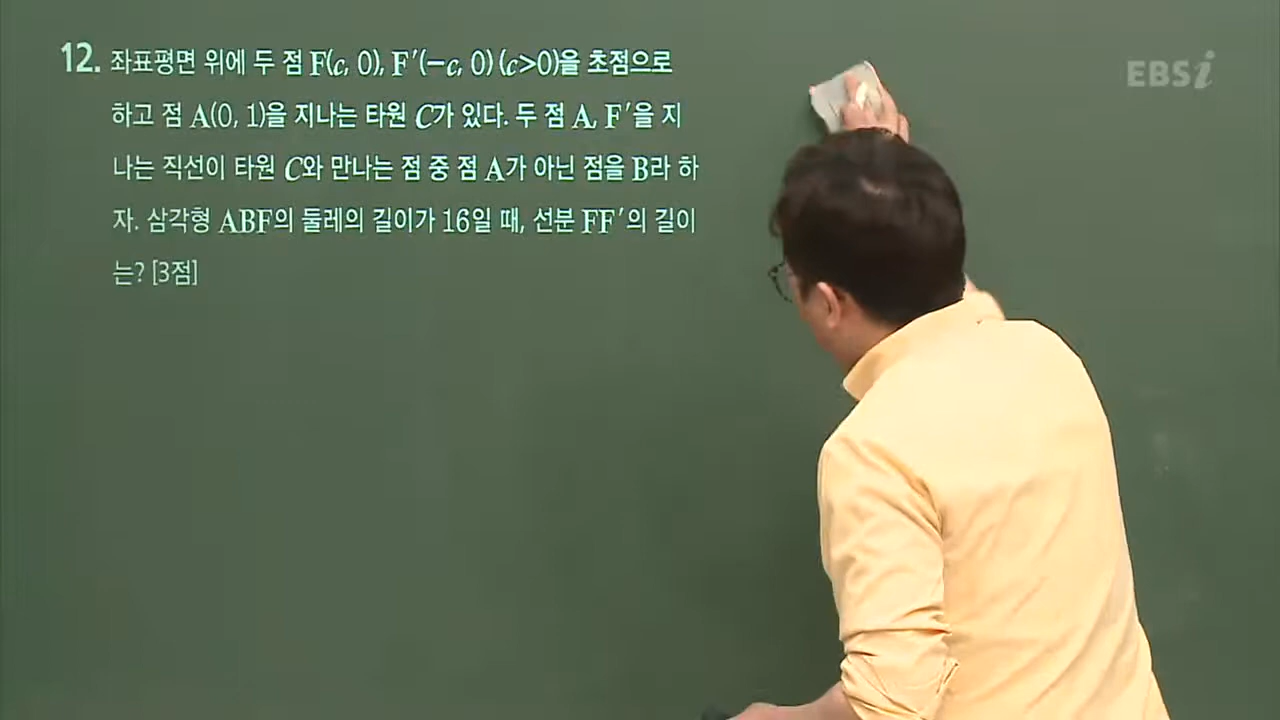 12. 좌표평면 위에 두 점 F(c, 0), F′(−c, 0) (c>0)을 초점으로
하고 점 A(0, 1)을 지나는 타원 C가 있다. 두 점 A, F′을 지
나는 직선이 타원 C와 만나는 점 중 점 A가 아닌 점을 B라 하
자. 삼각형 ABF의 둘레의 길이가 16일 때, 선분 FF′의 길이
는? [3점]
EBSi